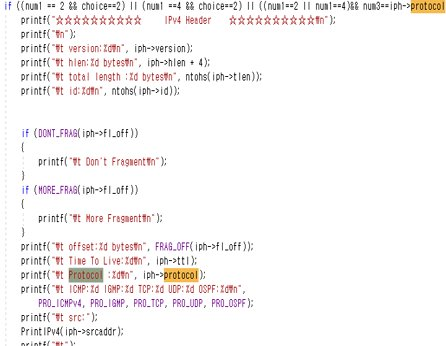 if ((num1 == 2 && choice==2) || (num1 ==4 && choice==2) || ((num1==2 || num1==4)&& num3==iph->protocol
printf("☆☆☆☆☆☆☆☆☆☆ IPv4 Header ☆☆☆☆☆☆☆☆☆☆₩n");
printf("₩n");
printf("₩t version:%d₩n", iph->version);
printf("₩t hlen:%d bytes₩n", iph->hlen * 4);
printf("₩t total length :%d bytes₩n", ntohs(iph->tlen));
printf("₩t id:%d₩n", ntohs(iph->id));
if (DONT_FRAG(iph->fl_off))
{
printf("₩t Don't Fragment₩n");
}
if (MORE_FRAG(iph->fl_off))
{
printf("₩t More Fragment₩n");
}
printf("₩t offset:%d bytes₩n", FRAG_OFF(iph->fl_off));
printf("₩t Time To Live:%d₩n", iph->ttl);
printf("₩t Protocol :%d₩n", iph->protocol);
printf("₩t ICMP:%d IGMP:%d TCP:%d UDP:%d OSPF:%d₩n",
PRO_ICMPv4, PRO_IGMP, PRO_TCP, PRO_UDP, PRO_OSPF);
printf("₩t src:");
PrintIPv4(iph->srcaddr);
printf("₩t");